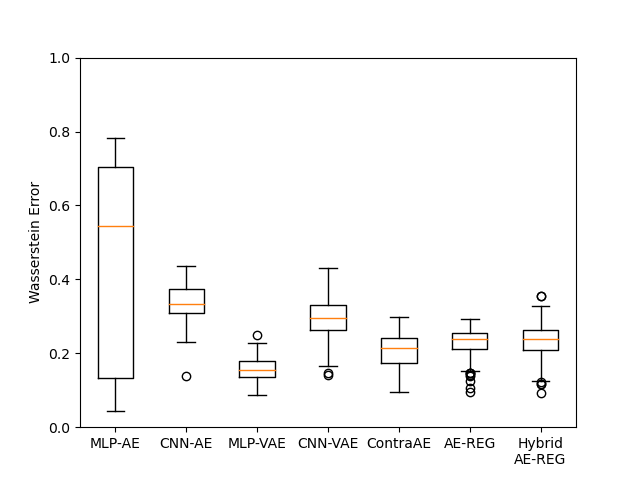 1.0
0.8
0.6
0.4
0.2
0.0
Wasserstein Error
MLP-AE CNN-AE MLP-VAE CNN-VAE ContraAE AE-REG Hybrid
AE-REG